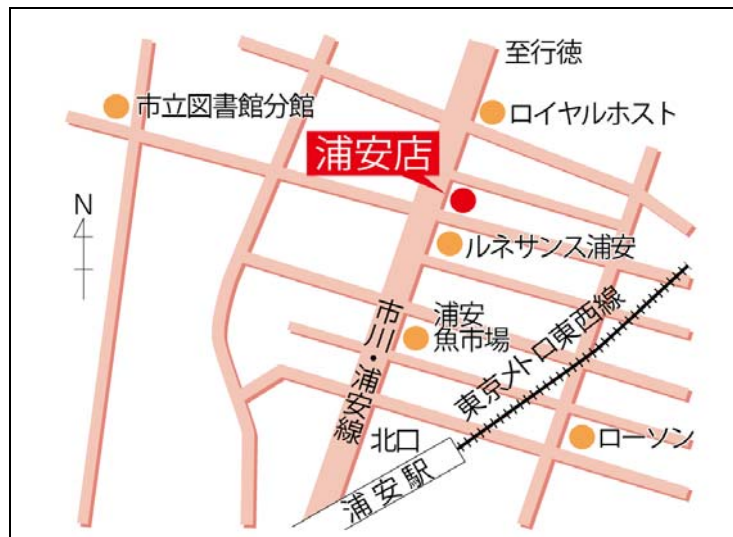 至行徳
市立図書館分館
ロイヤルホスト
浦安店
N
ルネサンス浦安
浦安
魚市場
市川・浦安線
東京メトロ東西線
北口
ローソン
浦安駅